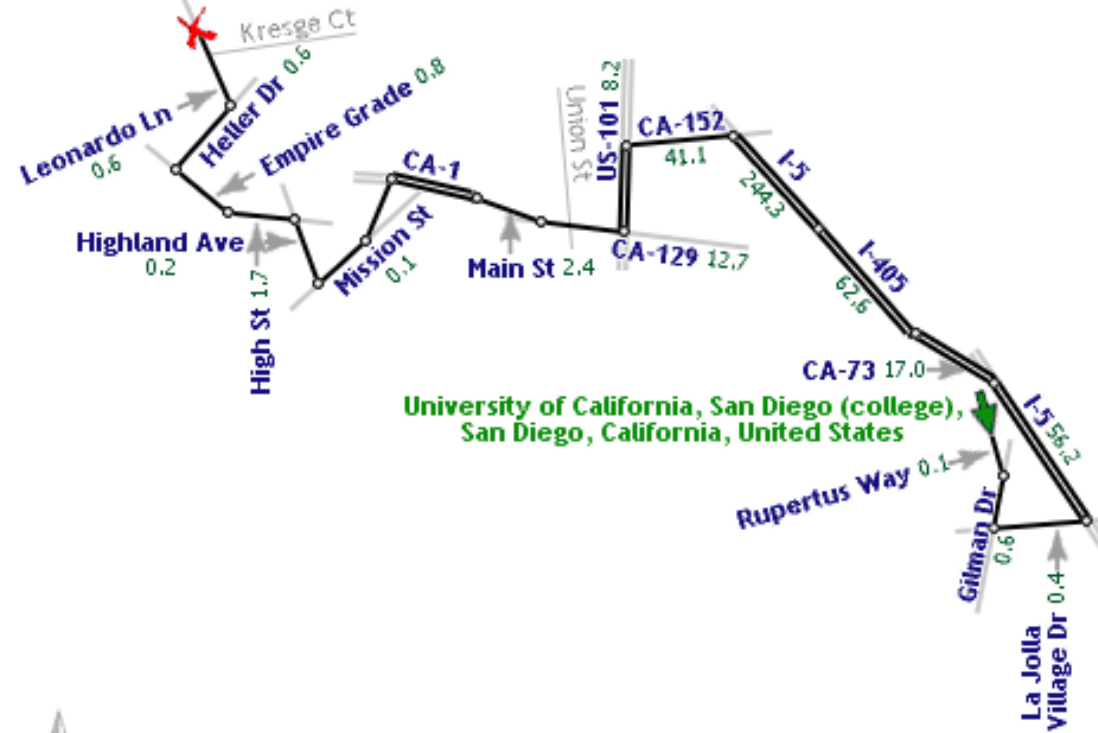 Kresge Ct
Leonardo Ln
0.6
Heller Dr 0.6
Empire Grade 0.8
Highland Ave
0.2
High St 1.7
Mission St
0.1
CA-1
Main St 2.4
Union St
US-101 8.2
CA-129 12.7
CA-152
41.1
I-5
244.3
I-405
62.6
CA-73 17.0
University of California, San Diego (college),
San Diego, California, United States
I-5 56.2
Rupertus Way 0.1
Gilman Dr
0.6
La Jolla
Village Dr 0.4